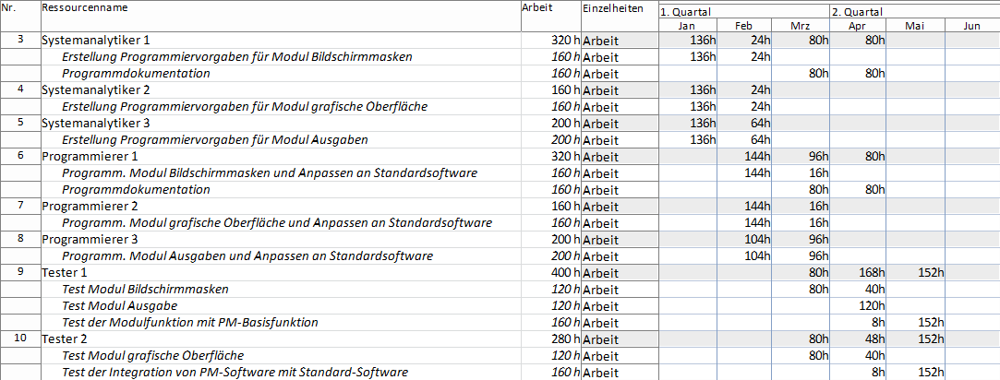 Nr. Ressourcenname Arbeit Einzelheiten 1. Quartal 2. Quartal
Jan Feb Mrz Apr Mai Jun
3 Systemanalytiker 1 320 h Arbeit 136h 24h 80h 80h
Erstellung Programmiervorgaben für Modul Bildschirmmasken 160 h Arbeit 136h 24h
Programmdokumentation 160 h Arbeit 80h 80h
4 Systemanalytiker 2 160 h Arbeit 136h 24h
Erstellung Programmiervorgaben für Modul grafische Oberfläche 160 h Arbeit 136h 24h
5 Systemanalytiker 3 200 h Arbeit 136h 64h
Erstellung Programmiervorgaben für Modul Ausgaben 200 h Arbeit 136h 64h
6 Programmierer 1 320 h Arbeit 144h 96h 80h
Programm. Modul Bildschirmmasken und Anpassen an Standardsoftware 160 h Arbeit 144h 16h
Programmdokumentation 160 h Arbeit 80h 80h
7 Programmierer 2 160 h Arbeit 144h 16h
Programm. Modul grafische Oberfläche und Anpassen an Standardsoftware 160 h Arbeit 144h 16h
8 Programmierer 3 200 h Arbeit 104h 96h
Programm. Modul Ausgaben und Anpassen an Standardsoftware 200 h Arbeit 104h 96h
9 Tester 1 400 h Arbeit 80h 168h 152h
Test Modul Bildschirmmasken 120 h Arbeit 80h 40h
Test Modul Ausgabe 120 h Arbeit 120h
Test der Modulfunktion mit PM-Basisfunktion 160 h Arbeit 8h 152h
10 Tester 2 280 h Arbeit 80h 48h 152h
Test Modul grafische Oberfläche 120 h Arbeit 80h 40h
Test der Integration von PM-Software mit Standard-Software 160 h Arbeit 8h 152h